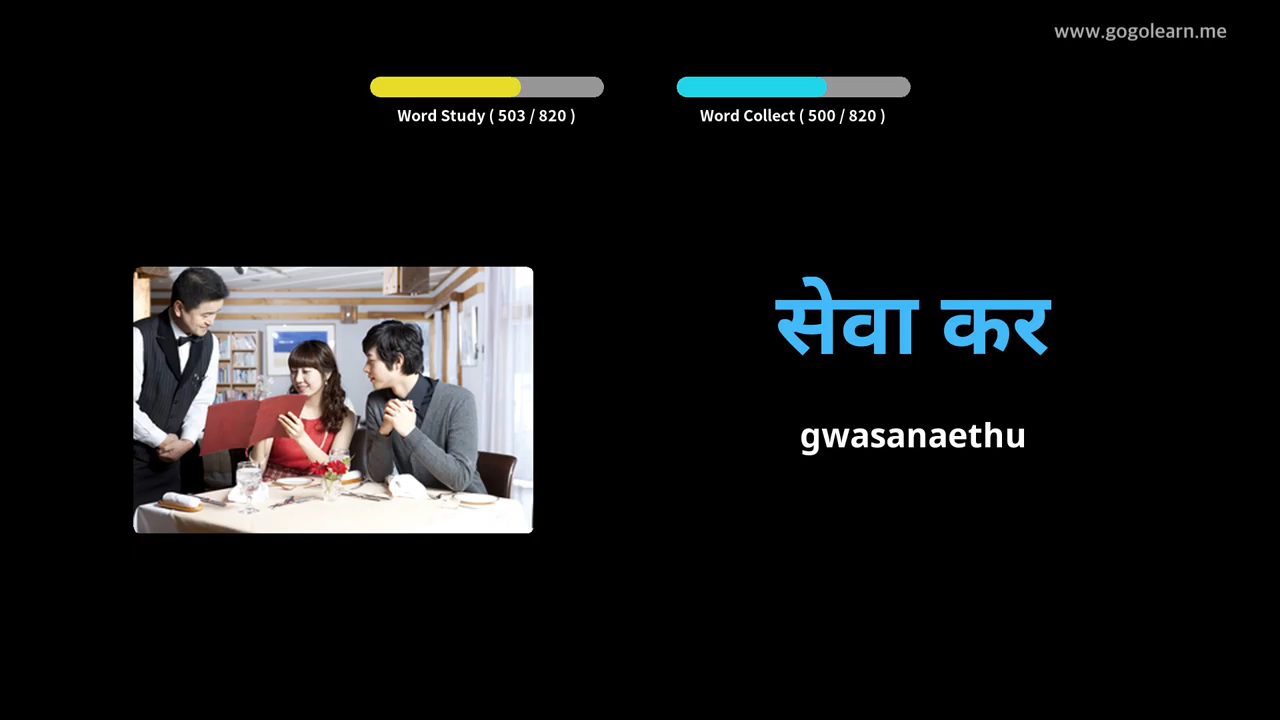 www.gogolearn.me
Word Study ( 503 / 820 )
Word Collect ( 500 / 820 )
सेवा कर
gwasanaethu